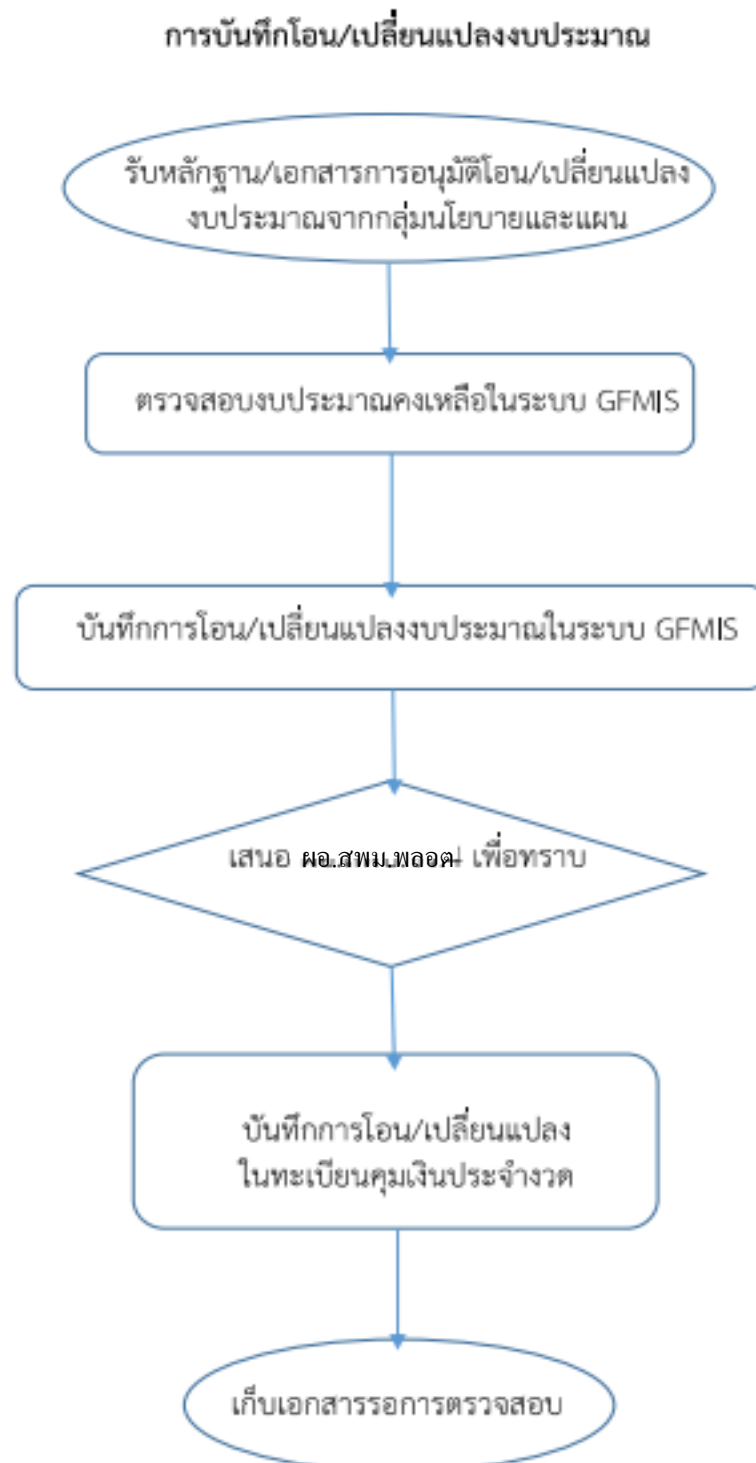 การบันทึกโอน/เปลี่ยนแปลงงบประมาณ
รับหลักฐาน/เอกสารการอนุมัติโอน/เปลี่ยนแปลง
งบประมาณจากกลุ่มนโยบายและแผน
ตรวจสอบงบประมาณคงเหลือในระบบ GFMIS
บันทึกการโอน/เปลี่ยนแปลงงบประมาณในระบบ GFMIS
เสนอ ผอ.สพม.พลอต เพื่อทราบ
บันทึกการโอน/เปลี่ยนแปลง
ในทะเบียนคุมเงินประจำงวด
เก็บเอกสารรอการตรวจสอบ